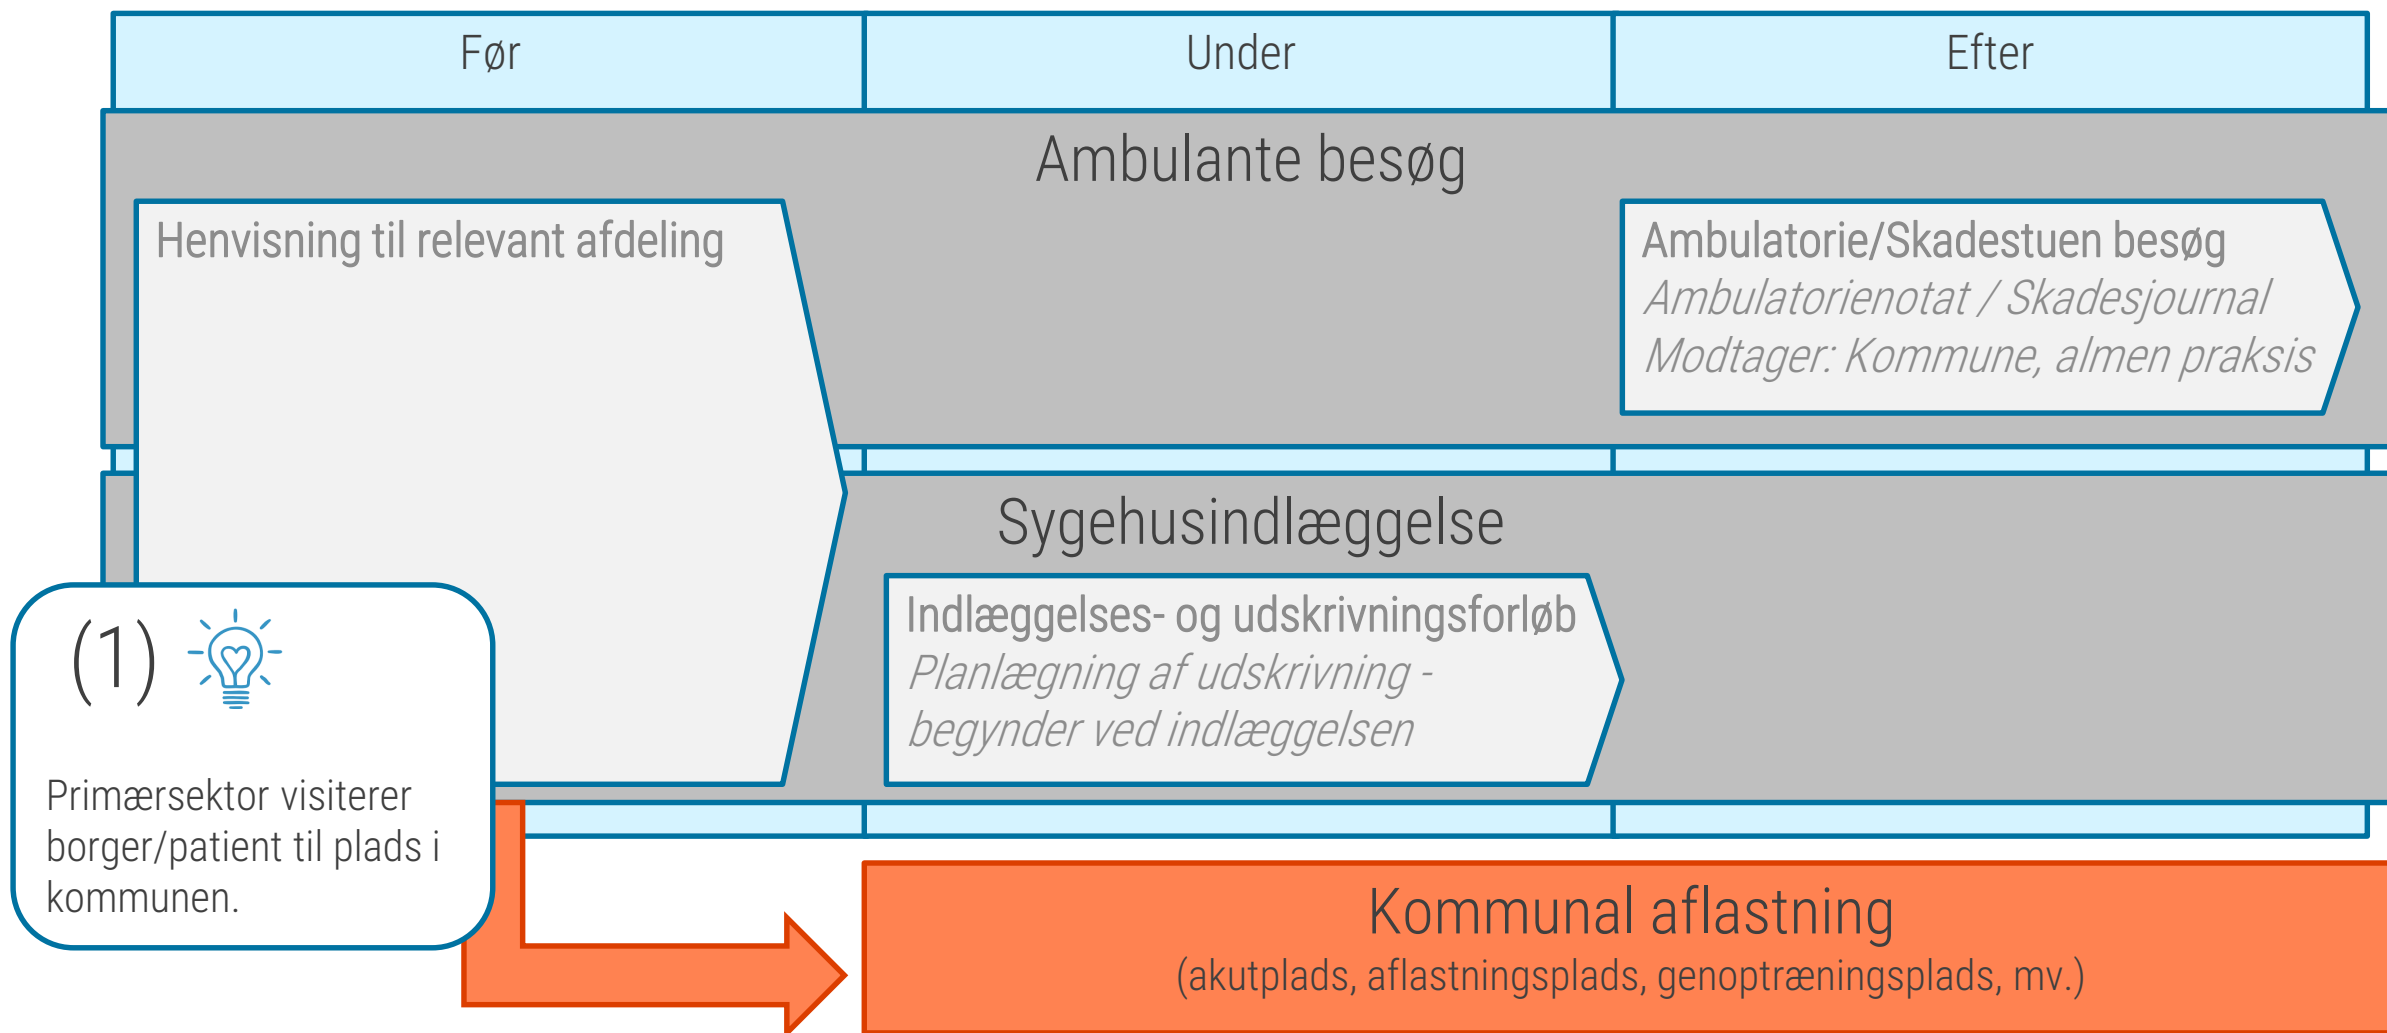 Før
Under
Efter
Ambulante besøg
Henvisning til relevant afdeling
Ambulatorie/Skadestuen besøg
Ambulatorienotat / Skadesjournal
Modtager: Kommune, almen praksis
Sygehusindlæggelse
Indlæggelses- og udskrivningsforløb
Planlægning af udskrivning -
begynder ved indlæggelsen
(1)
Primærsektor visiterer
borger/patient til plads i
kommunen.
Kommunal aflastning
(akutplads, aflastningsplads, genoptræningsplads, mv.)